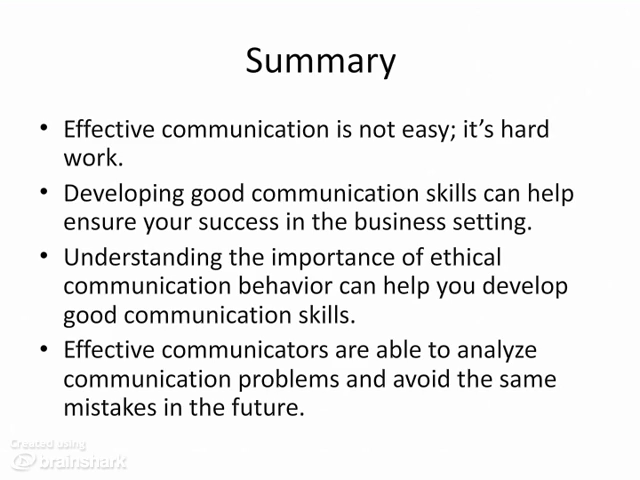 Summary
• Effective communication is not easy; it’s hard
work.
• Developing good communication skills can help
ensure your success in the business setting.
• Understanding the importance of ethical
communication behavior can help you develop
good communication skills.
• Effective communicators are able to analyze
communication problems and avoid the same
mistakes in the future.
Created using
brainshark